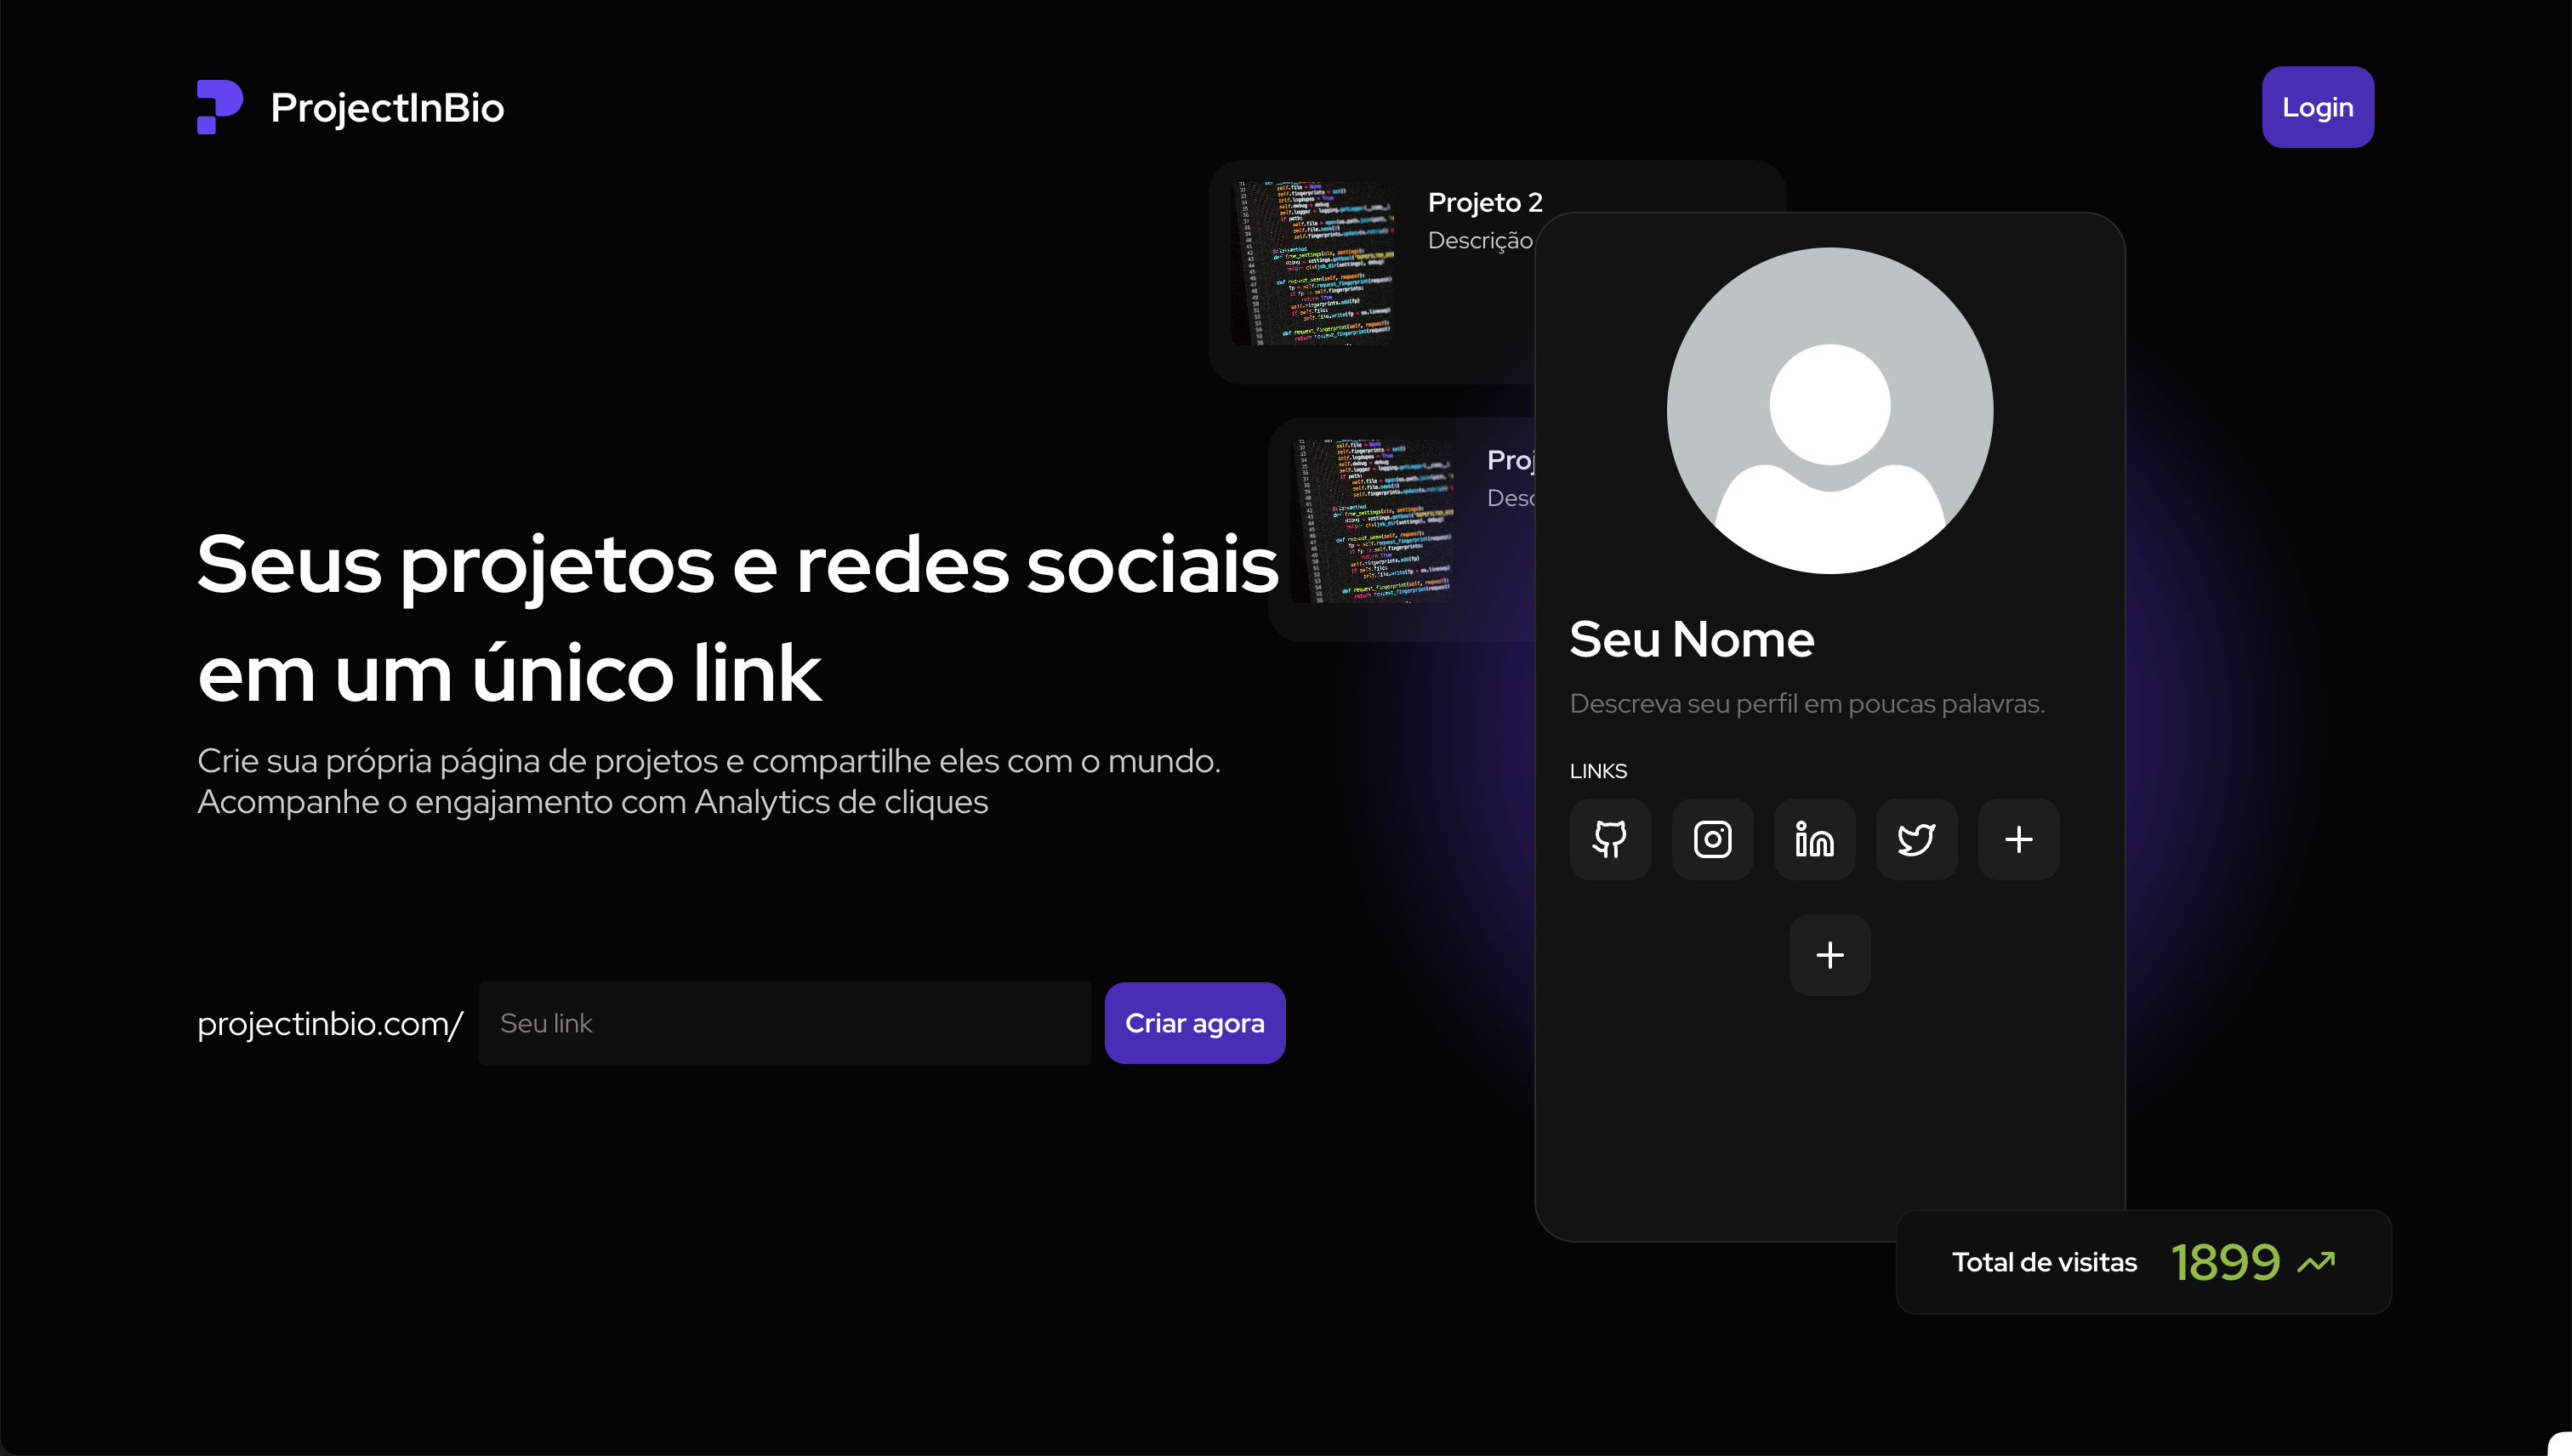 ProjectInBio
Login
Projeto 2
Descrição
Proj
Desc
Seus projetos e redes sociais
em um único link
Crie sua própria página de projetos e compartilhe eles com o mundo.
Acompanhe o engajamento com Analytics de cliques
projectinbio.com/
Seu link
Criar agora
Seu Nome
Descreva seu perfil em poucas palavras.
LINKS
Total de visitas 1899